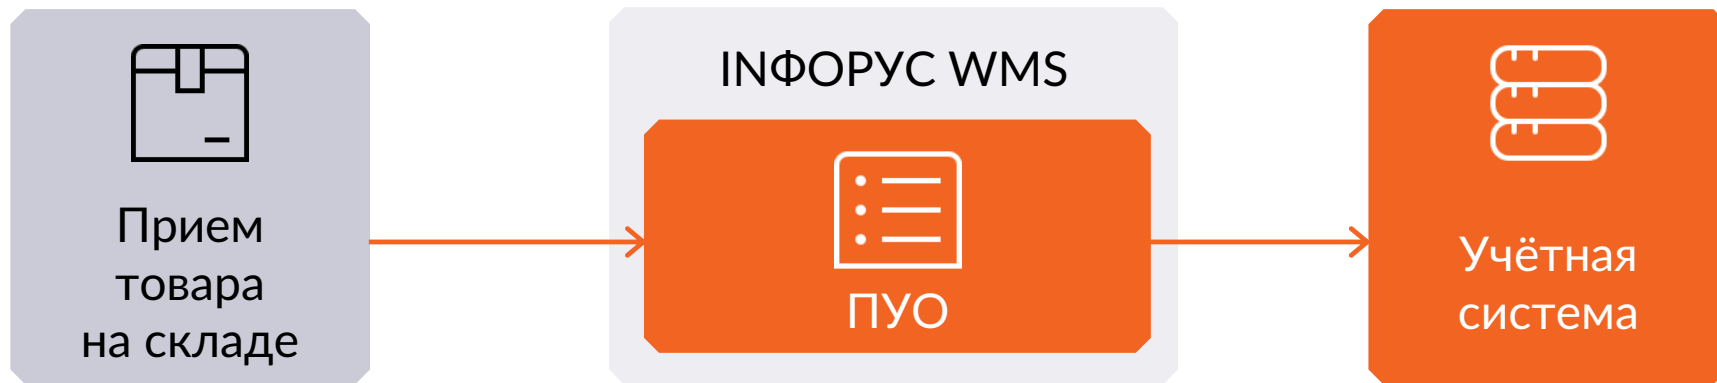 Прием
товара
на складе
INФОРУС WMS
ПУО
Учётная
система